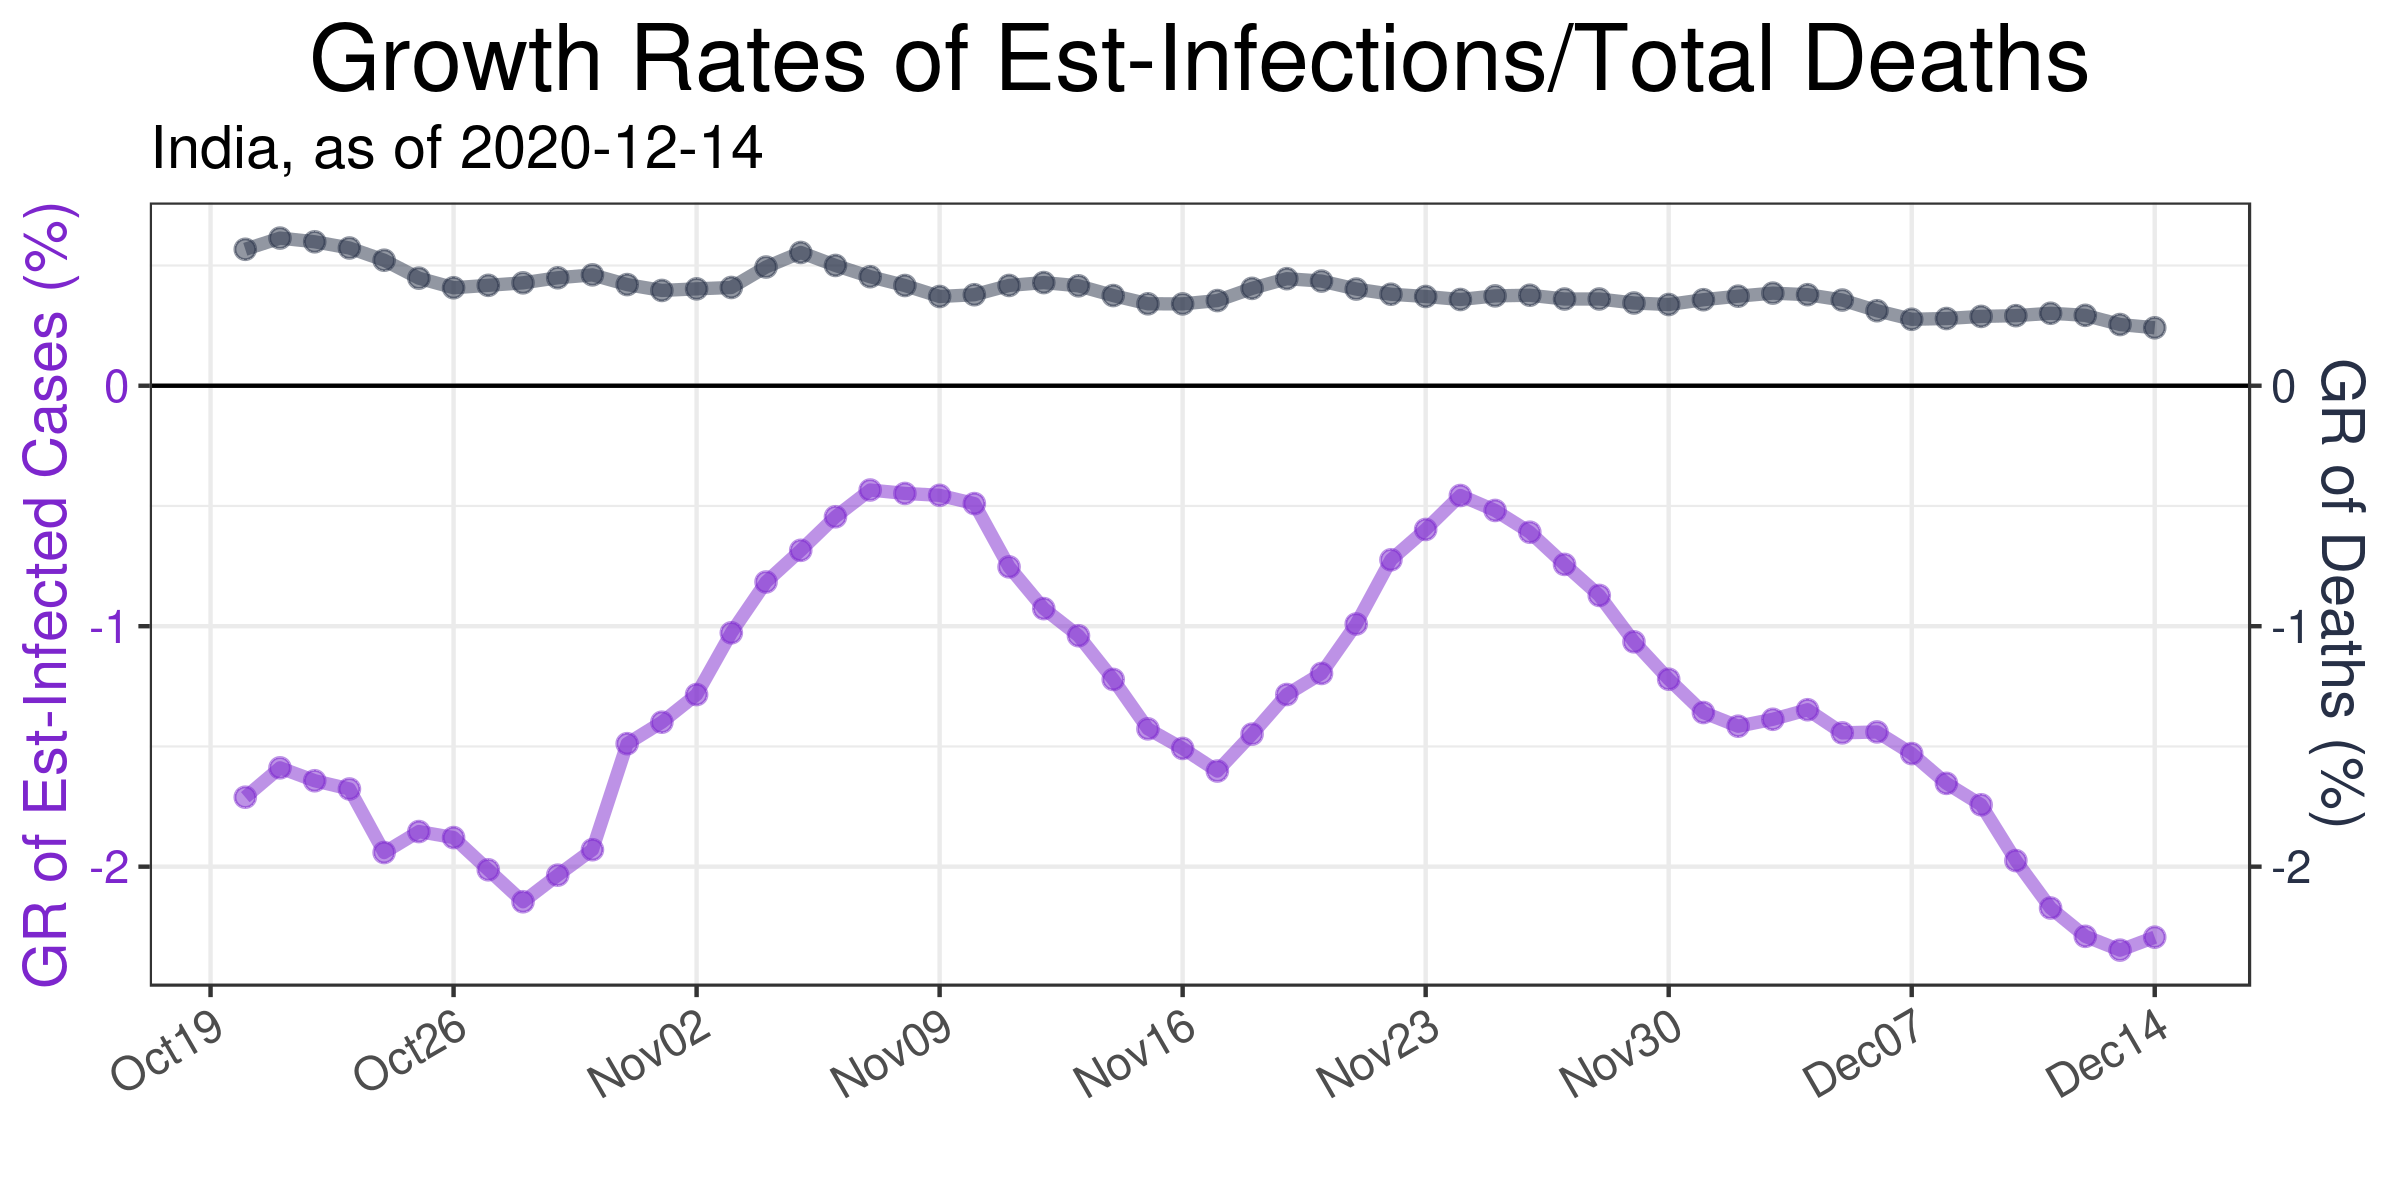 Growth Rates of Est-Infections/Total Deaths
India, as of 2020-12-14
GR of Est-Infected Cases (%)
0
-1
-2
0
-1
-2
GR of Deaths (%)
Oct19
Oct26
Nov02
Nov09
Nov16
Nov23
Nov30
Dec07
Dec14